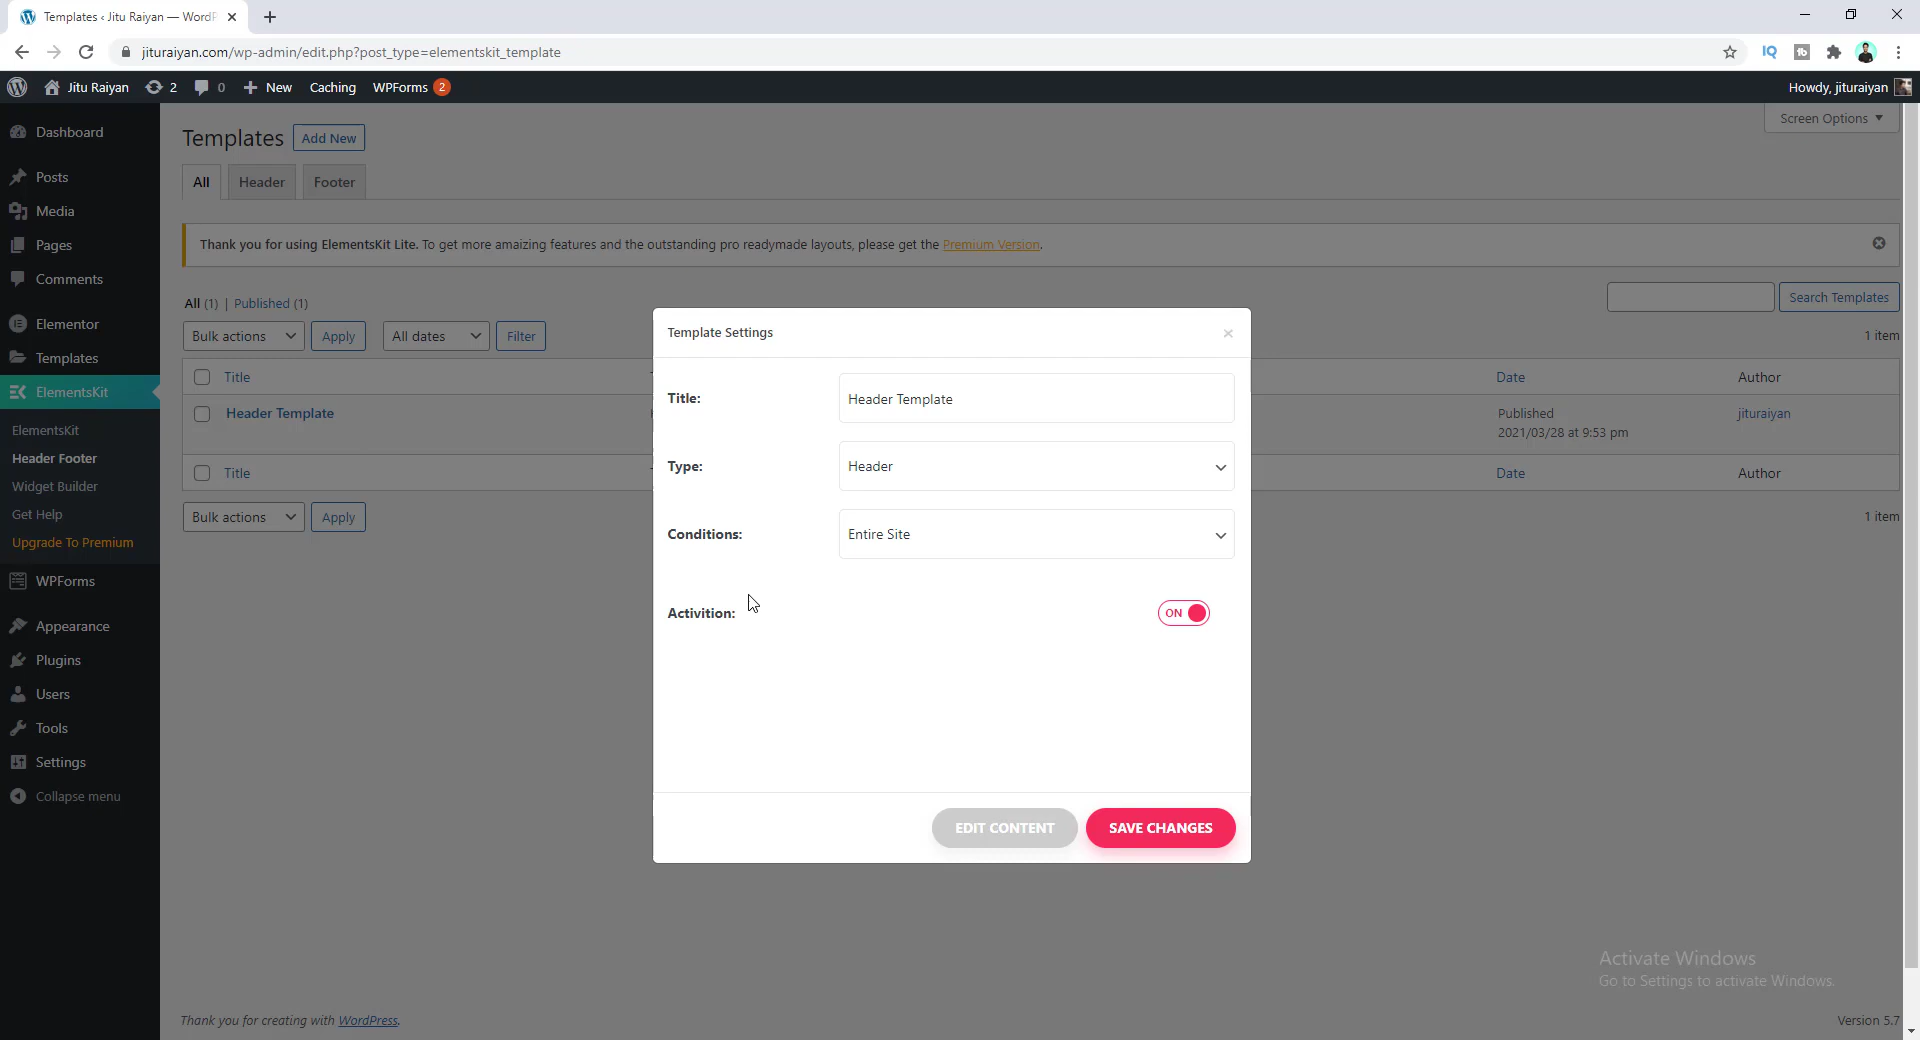 Templates ‹ Jitu Raiyan — WordP
jituraiyan.com/wp-admin/edit.php?post_type=elementskit_template
IQ
Jitu Raiyan
2
0
New
Caching
WPForms 2
Howdy, jituraiyan
Dashboard
Posts
Media
Pages
Comments
Elementor
Templates
ElementsKit
ElementsKit
Header Footer
Widget Builder
Get Help
Upgrade To Premium
WPForms
Appearance
Plugins
Users
Tools
Settings
Collapse menu
Screen Options
Templates
Add New
All
Header
Footer
Thank you for using ElementsKit Lite. To get more amaizing features and the outstanding pro readymade layouts, please get the Premium Version.
All (1) | Published (1)
Search Templates
Bulk actions
Apply
All dates
Filter
1 item
Title
Date
Author
Header Template
Published
2021/03/28 at 9:53 pm
jituraiyan
Title
Date
Author
Bulk actions
Apply
1 item
Template Settings
Title:
Header Template
Type:
Header
Conditions:
Entire Site
Activition:
ON
EDIT CONTENT
SAVE CHANGES
Activate Windows
Go to Settings to activate Windows.
Thank you for creating with WordPress.
Version 5.7